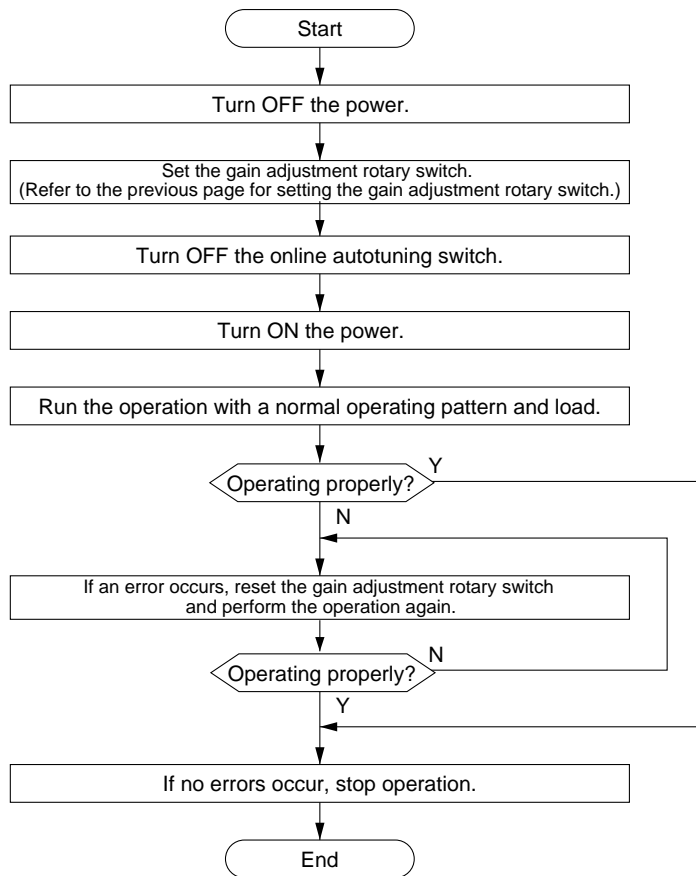 Start
Turn OFF the power.
Set the gain adjustment rotary switch.
(Refer to the previous page for setting the gain adjustment rotary switch.)
Turn OFF the online autotuning switch.
Turn ON the power.
Run the operation with a normal operating pattern and load.
Operating properly?
Y
N
If an error occurs, reset the gain adjustment rotary switch
and perform the operation again.
Operating properly?
N
Y
If no errors occur, stop operation.
End